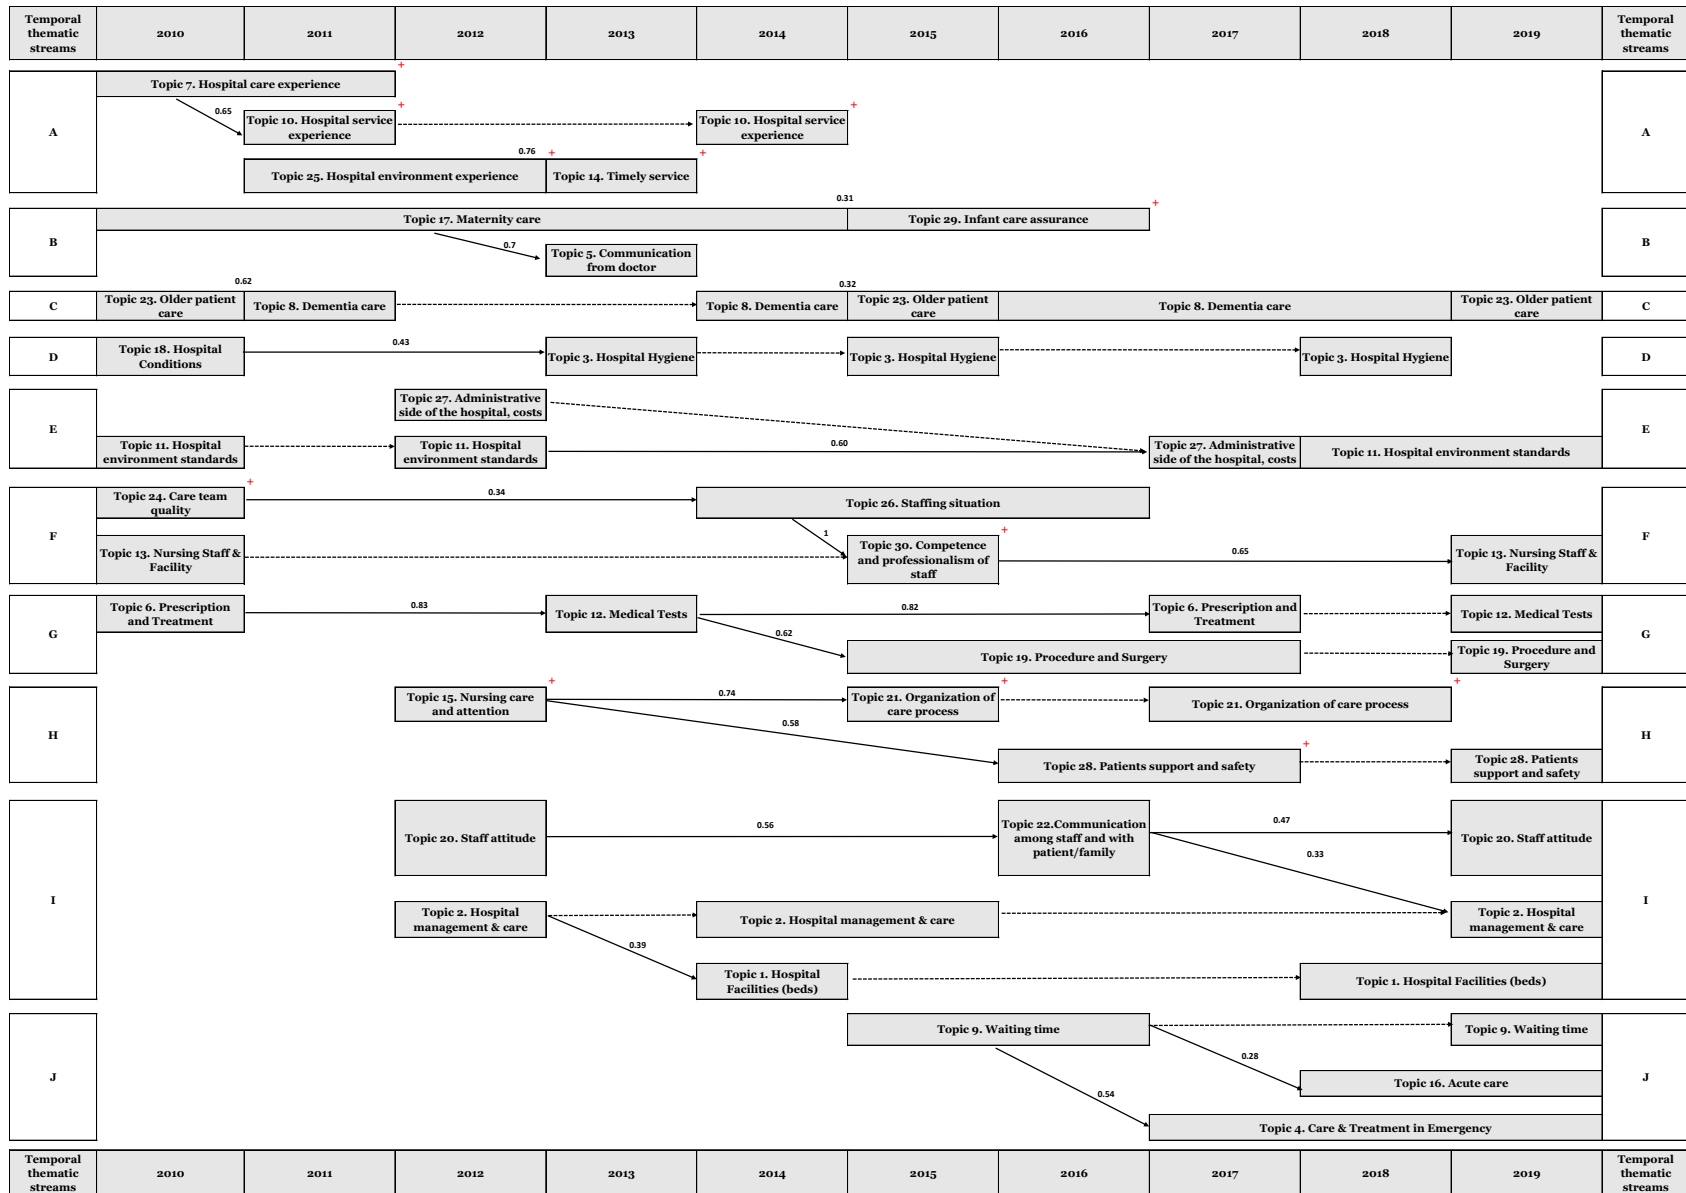 Temporal
thematic
streams
2010
2011
2012
2013
2014
2015
2016
2017
2018
2019
Temporal
thematic
streams
A
Topic 7. Hospital care experience
+
0.65
Topic 10. Hospital service
experience
+
Topic 10. Hospital service
experience
+
A
0.76
Topic 25. Hospital environment experience
+
Topic 14. Timely service
+
B
Topic 17. Maternity care
0.31
Topic 29. Infant care assurance
+
0.7
Topic 5. Communication
from doctor
B
C
Topic 23. Older patient
care
0.62
Topic 8. Dementia care
Topic 8. Dementia care
0.32
Topic 23. Older patient
care
Topic 8. Dementia care
Topic 23. Older patient
care
C
D
Topic 18. Hospital
Conditions
0.43
Topic 3. Hospital Hygiene
Topic 3. Hospital Hygiene
Topic 3. Hospital Hygiene
D
E
Topic 27. Administrative
side of the hospital, costs
Topic 11. Hospital
environment standards
Topic 11. Hospital
environment standards
0.60
Topic 27. Administrative
side of the hospital, costs
Topic 11. Hospital environment standards
E
F
Topic 24. Care team
quality
+
0.34
Topic 26. Staffing situation
Topic 13. Nursing Staff &
Facility
1
Topic 30. Competence
and professionalism of
staff
+
0.65
Topic 13. Nursing Staff &
Facility
F
G
Topic 6. Prescription
and Treatment
0.83
Topic 12. Medical Tests
0.82
Topic 6. Prescription and
Treatment
Topic 12. Medical Tests
0.62
Topic 19. Procedure and Surgery
Topic 19. Procedure and
Surgery
G
H
Topic 15. Nursing care
and attention
+
0.74
Topic 21. Organization of
care process
+
Topic 21. Organization of care process
+
0.58
Topic 28. Patients support and safety
+
Topic 28. Patients
support and safety
H
I
Topic 20. Staff attitude
0.56
Topic 22.Communication
among staff and with
patient/family
0.47
0.33
Topic 20. Staff attitude
Topic 2. Hospital
management & care
Topic 2. Hospital management & care
Topic 2. Hospital
management & care
0.39
Topic 1. Hospital
Facilities (beds)
Topic 1. Hospital Facilities (beds)
I
J
Topic 9. Waiting time
Topic 9. Waiting time
0.28
Topic 16. Acute care
0.54
Topic 4. Care & Treatment in Emergency
J
Temporal
thematic
streams
2010
2011
2012
2013
2014
2015
2016
2017
2018
2019
Temporal
thematic
streams